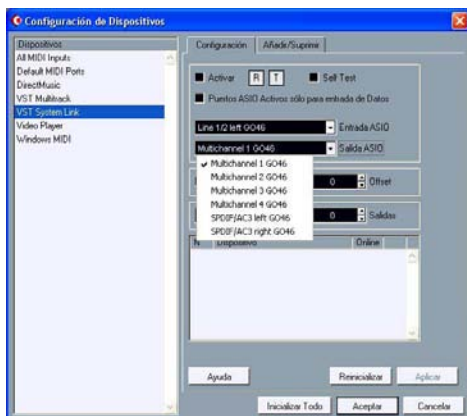 Configuración de Dispositivos
Dispositivos
All MIDI Inputs
Default MIDI Ports
DirectMusic
VST Multitrack
VST System Link
Video Player
Windows MIDI
Configuración
Añadir/Suprimir
Activar R T Self Test
Puertos ASIO Activos sólo para entrada de Datos
Line 1/2 left GO46 Entrada ASIO
Multichannel 1 GO46 Salida ASIO
Multichannel 1 GO46
Multichannel 2 GO46
Multichannel 3 GO46
Multichannel 4 GO46
SPDIF/AC3 left GO46
SPDIF/AC3 right GO46
0 Offset
0 Salidas
N Dispositivo Online
Ayuda
Reinicializar
Aplicar
Inicializar Todo
Aceptar
Cancelar